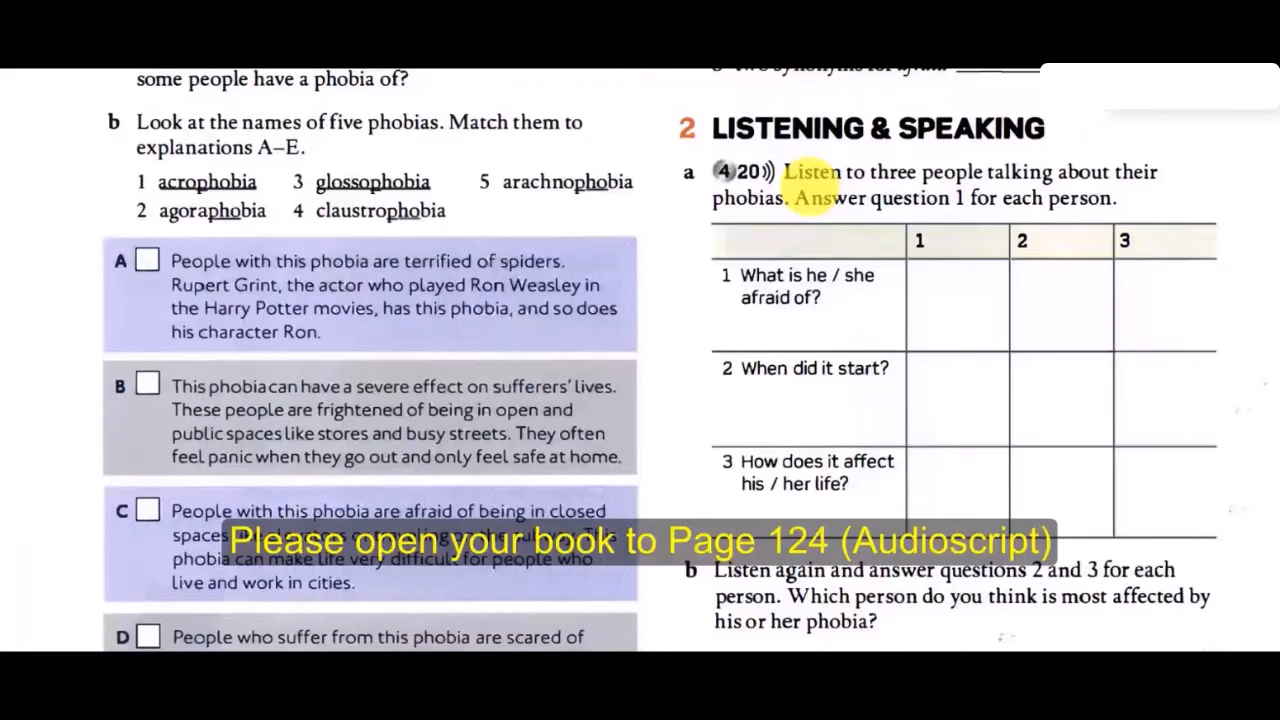 some people have a phobia of?
b Look at the names of five phobias. Match them to
explanations A–E.
1 acrophobia 3 glossophobia 5 arachnophobia
2 agoraphobia 4 claustrophobia
A People with this phobia are terrified of spiders.
Rupert Grint, the actor who played Ron Weasley in
the Harry Potter movies, has this phobia, and so does
his character Ron.
B This phobia can have a severe effect on sufferers' lives.
These people are frightened of being in open and
public spaces like stores and busy streets. They often
feel panic when they go out and only feel safe at home.
C People with this phobia are afraid of being in closed
spaces
phobia can make life very difficult for people who
live and work in cities.
D People who suffer from this phobia are scared of
2 LISTENING & SPEAKING
a 4 20 Listen to three people talking about their
phobias. Answer question 1 for each person.
1 2 3
1 What is he / she
afraid of?
2 When did it start?
3 How does it affect
his / her life?
b Listen again and answer questions 2 and 3 for each
person. Which person do you think is most affected by
his or her phobia?
Please open your book to Page 124 (Audioscript)